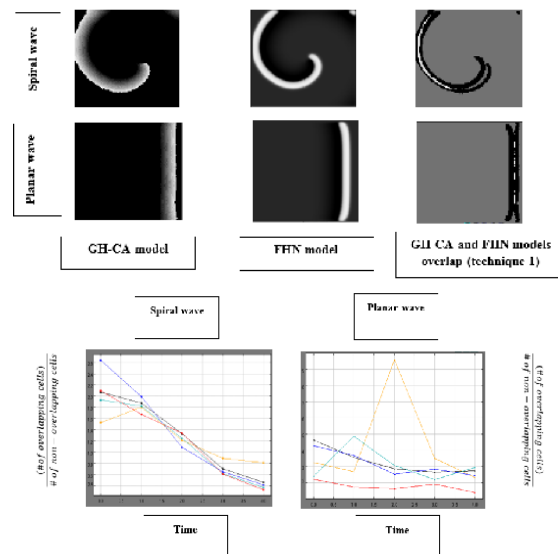 Spiral wave
Planar wave
GH-CA model
FHN model
GH CA and FHN models
overlap (technique 1)
Spiral wave
Planar wave
(# of overlapping cells)
# of non − overlapping cells
(# of overlapping cells)
# of non − overlapping cells
Time
Time